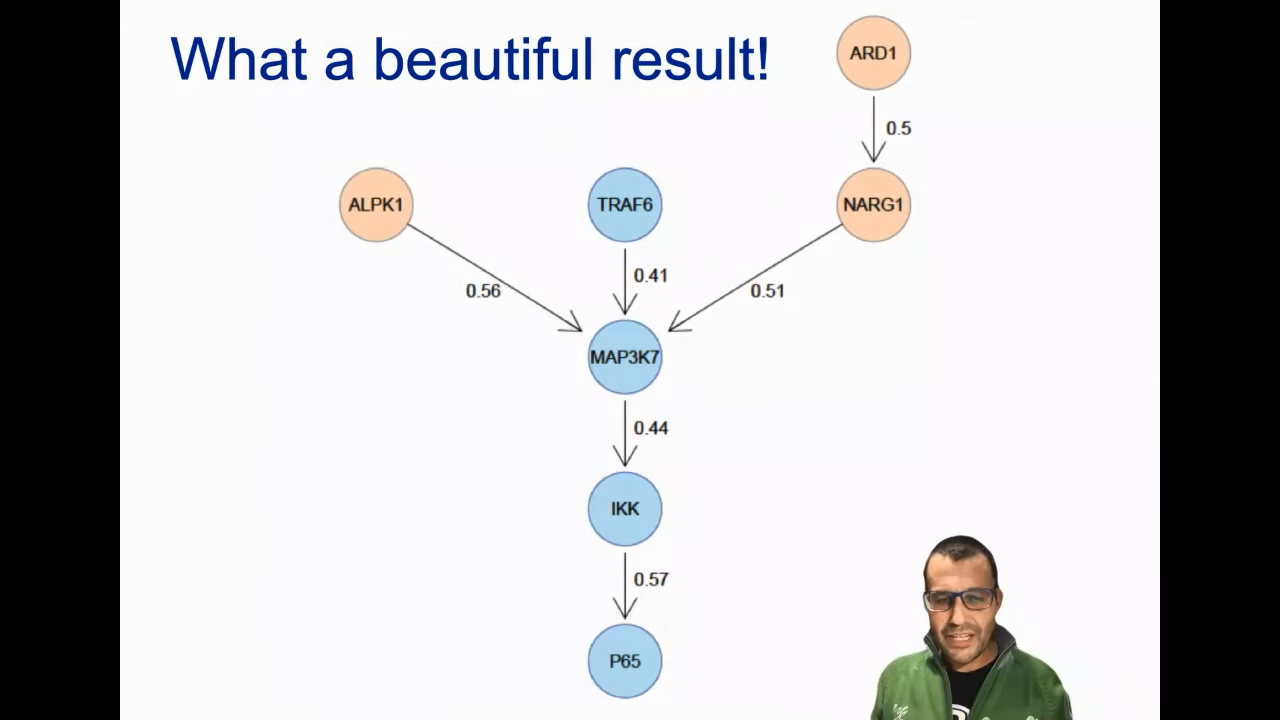 What a beautiful result!
ARD1
0.5
ALPK1
TRAF6
NARG1
0.56
0.41
0.51
MAP3K7
0.44
IKK
0.57
P65